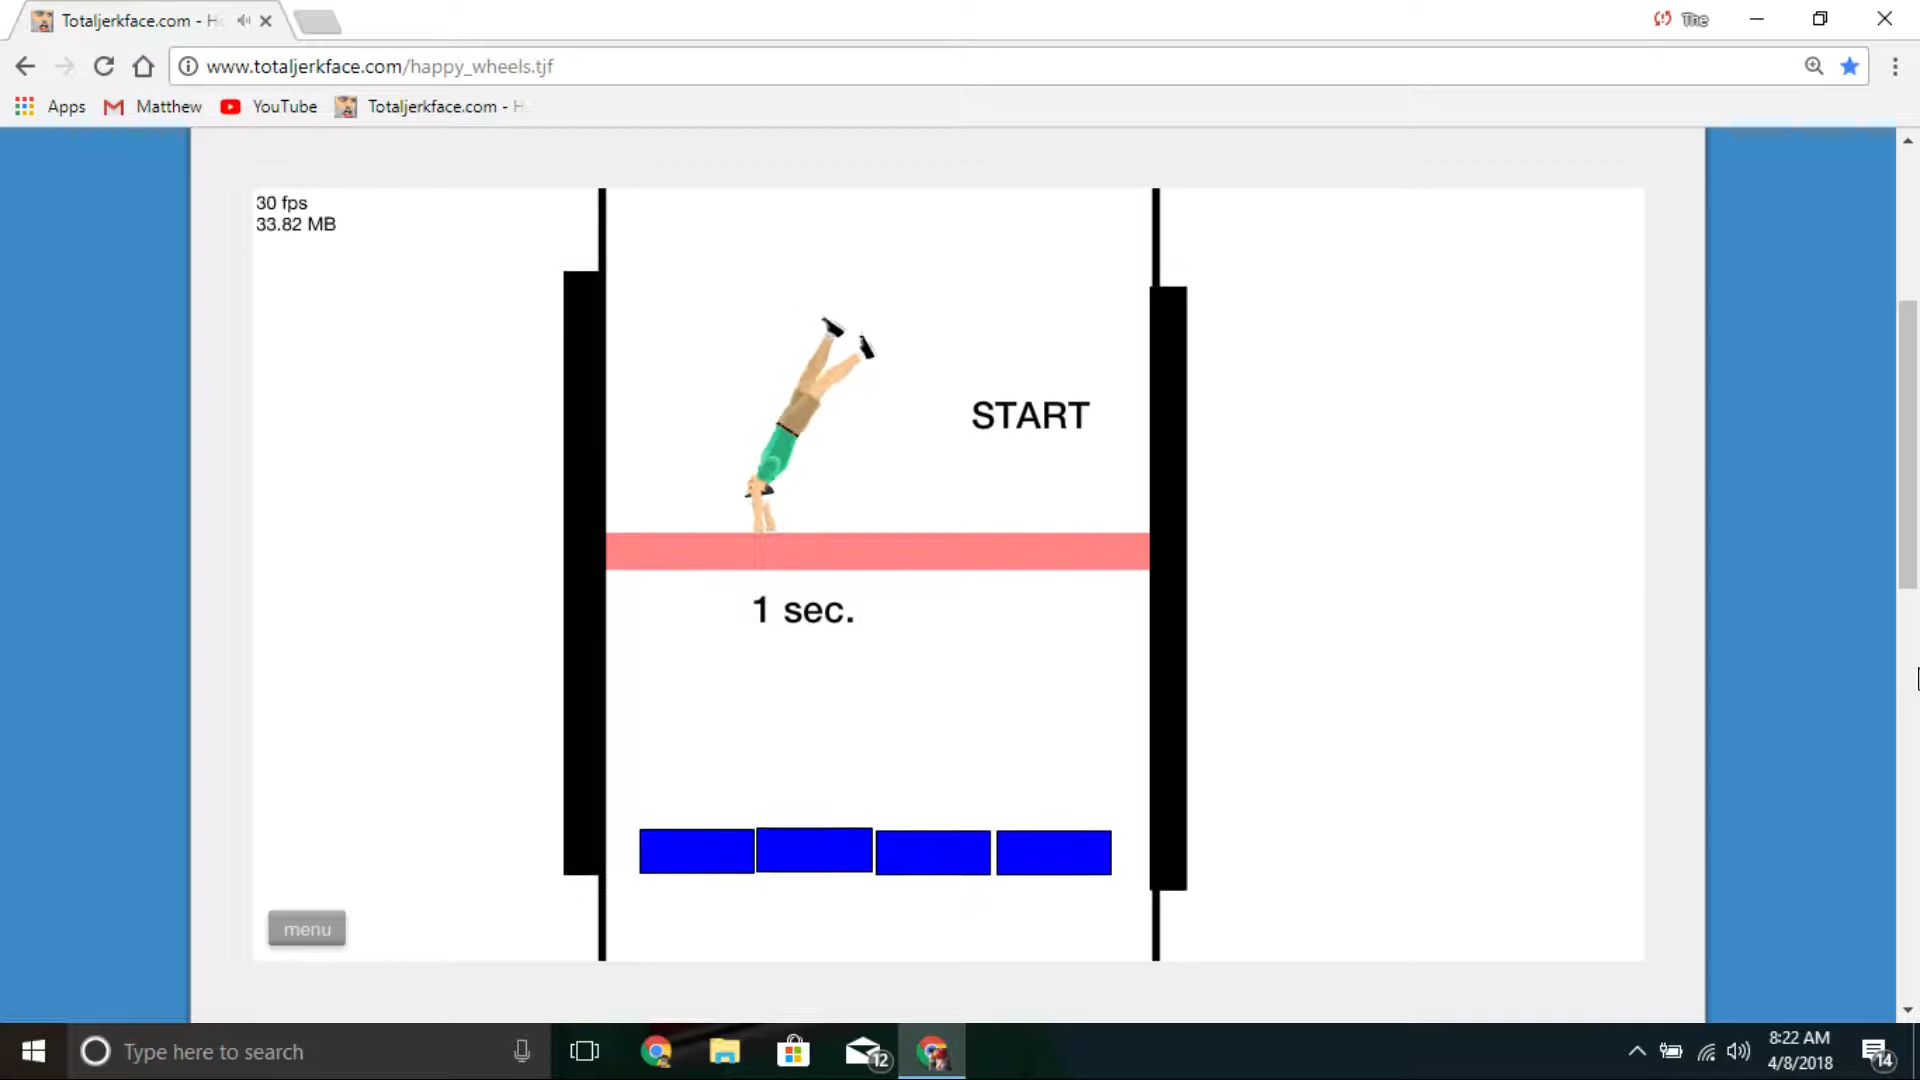 Totaljerkface.com - H
The
www.totaljerkface.com/happy_wheels.tjf
Apps
Matthew
YouTube
Totaljerkface.com - H
30 fps
33.82 MB
START
1 sec.
menu
Type here to search
12
8:22 AM
4/8/2018
14